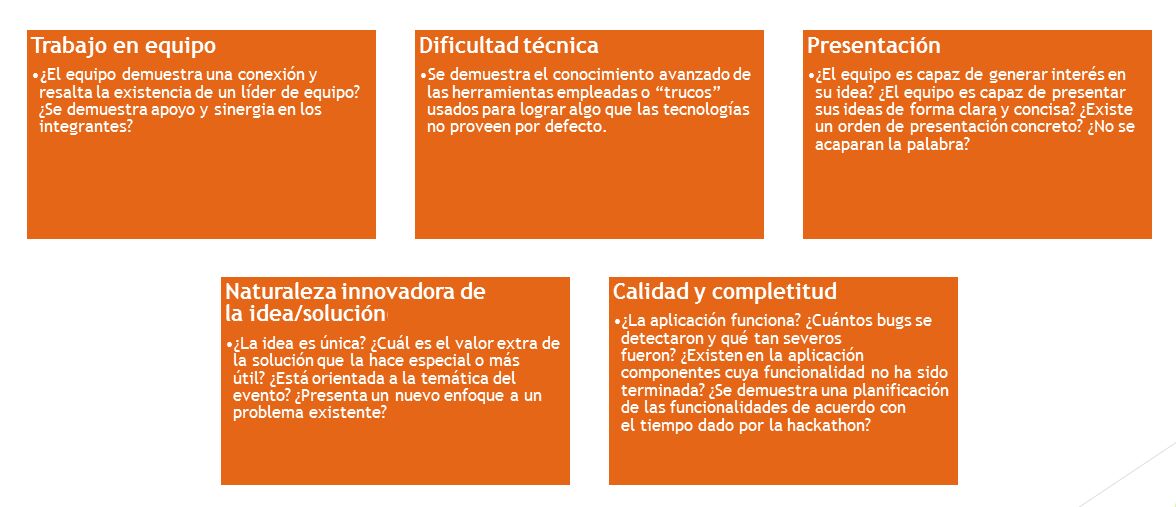 Trabajo en equipo
•¿El equipo demuestra una conexión y
resalta la existencia de un líder de equipo?
¿Se demuestra apoyo y sinergia en los
integrantes?
Dificultad técnica
•Se demuestra el conocimiento avanzado de
las herramientas empleadas o “trucos”
usados para lograr algo que las tecnologías
no proveen por defecto.
Presentación
•¿El equipo es capaz de generar interés en
su idea? ¿El equipo es capaz de presentar
sus ideas de forma clara y concisa? ¿Existe
un orden de presentación concreto? ¿No se
acaparan la palabra?
Naturaleza innovadora de
la idea/solución
•¿La idea es única? ¿Cuál es el valor extra de
la solución que la hace especial o más
útil? ¿Está orientada a la temática del
evento? ¿Presenta un nuevo enfoque a un
problema existente?
Calidad y completitud
•¿La aplicación funciona? ¿Cuántos bugs se
detectaron y qué tan severos
fueron? ¿Existen en la aplicación
componentes cuya funcionalidad no ha sido
terminada? ¿Se demuestra una planificación
de las funcionalidades de acuerdo con
el tiempo dado por la hackathon?